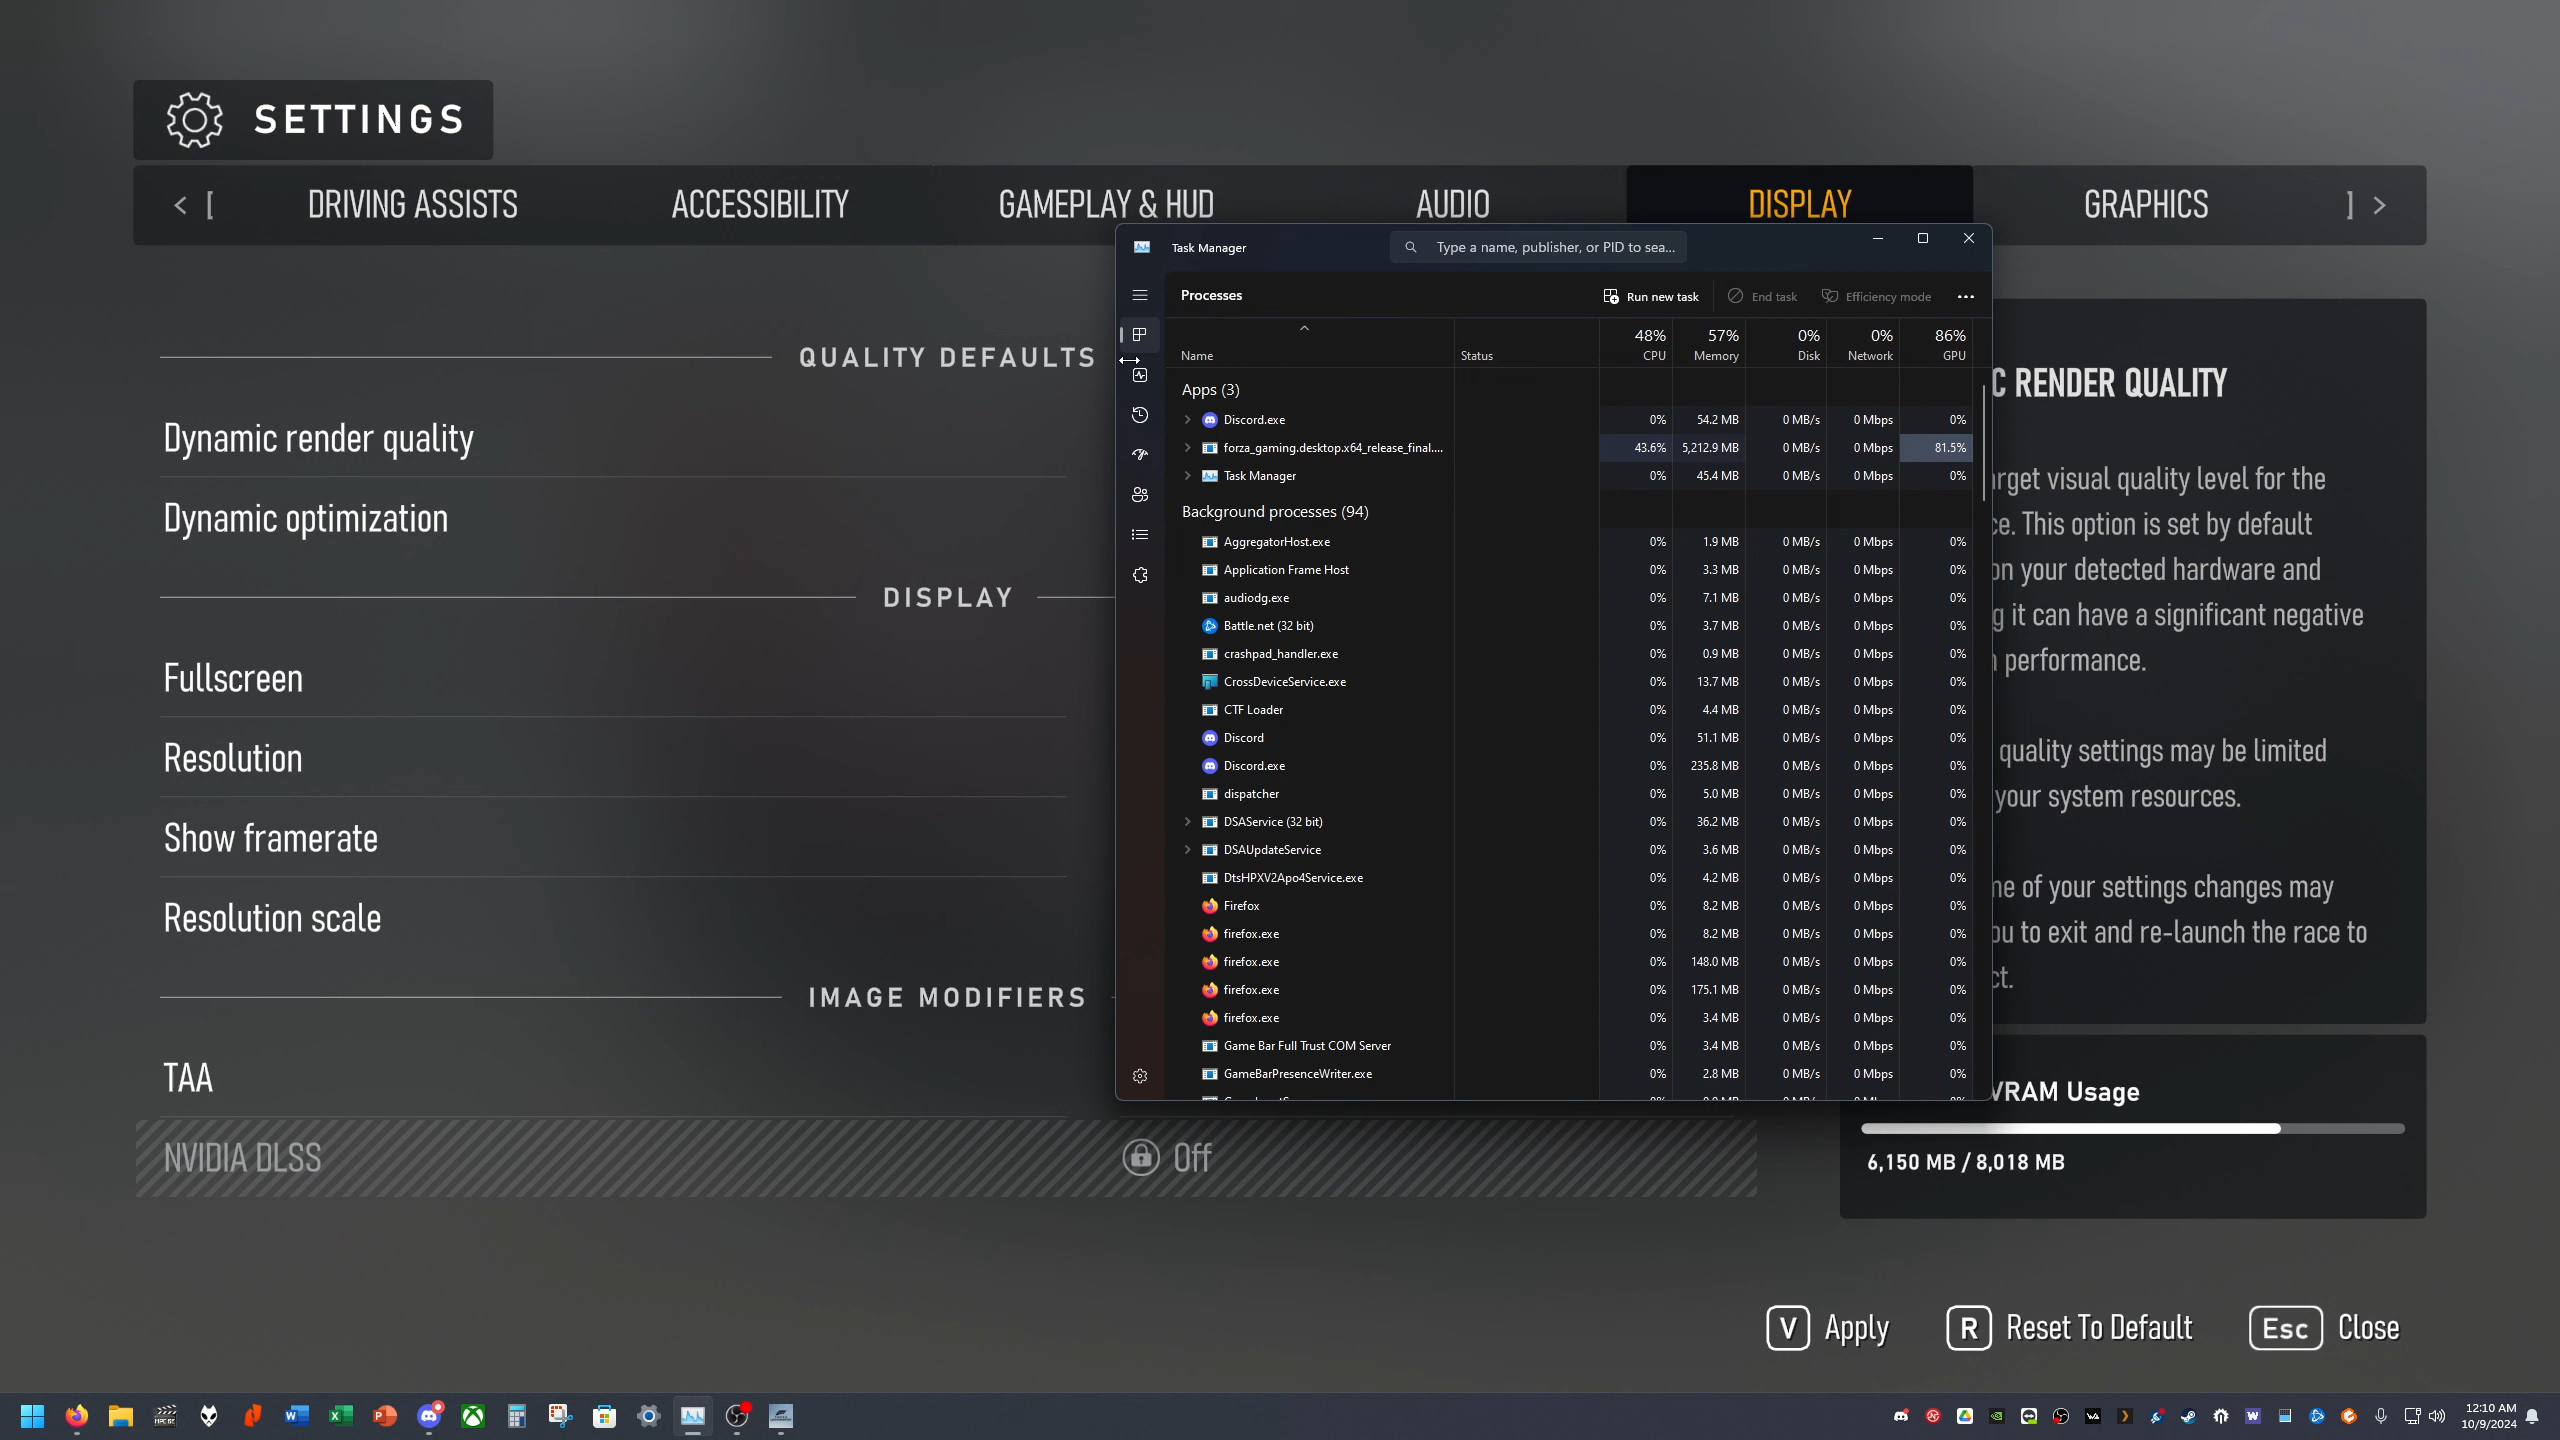 SETTINGS
< [ DRIVING ASSISTS ACCESSIBILITY GAMEPLAY & HUD AUDIO DISPLAY GRAPHICS ] >
QUALITY DEFAULTS
Dynamic render quality
Dynamic optimization
DISPLAY
Fullscreen
Resolution
Show framerate
Resolution scale
IMAGE MODIFIERS
TAA
NVIDIA DLSS Off
Task Manager
Type a name, publisher, or PID to sea...
Processes
Run new task End task Efficiency mode
48% 57% 0% 0% 86%
Name Status CPU Memory Disk Network GPU
Apps (3)
Discord.exe 0% 54.2 MB 0 MB/s 0 Mbps 0%
forza_gaming.desktop.x64_release_final.... 43.6% 5,212.9 MB 0 MB/s 0 Mbps 81.5%
Task Manager 0% 45.4 MB 0 MB/s 0 Mbps 0%
Background processes (94)
AggregatorHost.exe 0% 1.9 MB 0 MB/s 0 Mbps 0%
Application Frame Host 0% 3.3 MB 0 MB/s 0 Mbps 0%
audiodg.exe 0% 7.1 MB 0 MB/s 0 Mbps 0%
Battle.net (32 bit) 0% 3.7 MB 0 MB/s 0 Mbps 0%
crashpad_handler.exe 0% 0.9 MB 0 MB/s 0 Mbps 0%
CrossDeviceService.exe 0% 13.7 MB 0 MB/s 0 Mbps 0%
CTF Loader 0% 4.4 MB 0 MB/s 0 Mbps 0%
Discord 0% 51.1 MB 0 MB/s 0 Mbps 0%
Discord.exe 0% 235.8 MB 0 MB/s 0 Mbps 0%
dispatcher 0% 5.0 MB 0 MB/s 0 Mbps 0%
DSAService (32 bit) 0% 36.2 MB 0 MB/s 0 Mbps 0%
DSAUpdateService 0% 3.6 MB 0 MB/s 0 Mbps 0%
DtsHPXV2Apo4Service.exe 0% 4.2 MB 0 MB/s 0 Mbps 0%
Firefox 0% 8.2 MB 0 MB/s 0 Mbps 0%
firefox.exe 0% 8.2 MB 0 MB/s 0 Mbps 0%
firefox.exe 0% 148.0 MB 0 MB/s 0 Mbps 0%
firefox.exe 0% 175.1 MB 0 MB/s 0 Mbps 0%
firefox.exe 0% 3.4 MB 0 MB/s 0 Mbps 0%
Game Bar Full Trust COM Server 0% 3.4 MB 0 MB/s 0 Mbps 0%
GameBarPresenceWriter.exe 0% 2.8 MB 0 MB/s 0 Mbps 0%
C RENDER QUALITY
rget visual quality level for the
ce. This option is set by default
on your detected hardware and
g it can have a significant negative
n performance.
quality settings may be limited
your system resources.
me of your settings changes may
ou to exit and re-launch the race to
ct.
VRAM Usage
6,150 MB / 8,018 MB
V Apply R Reset To Default Esc Close
12:10 AM
10/9/2024